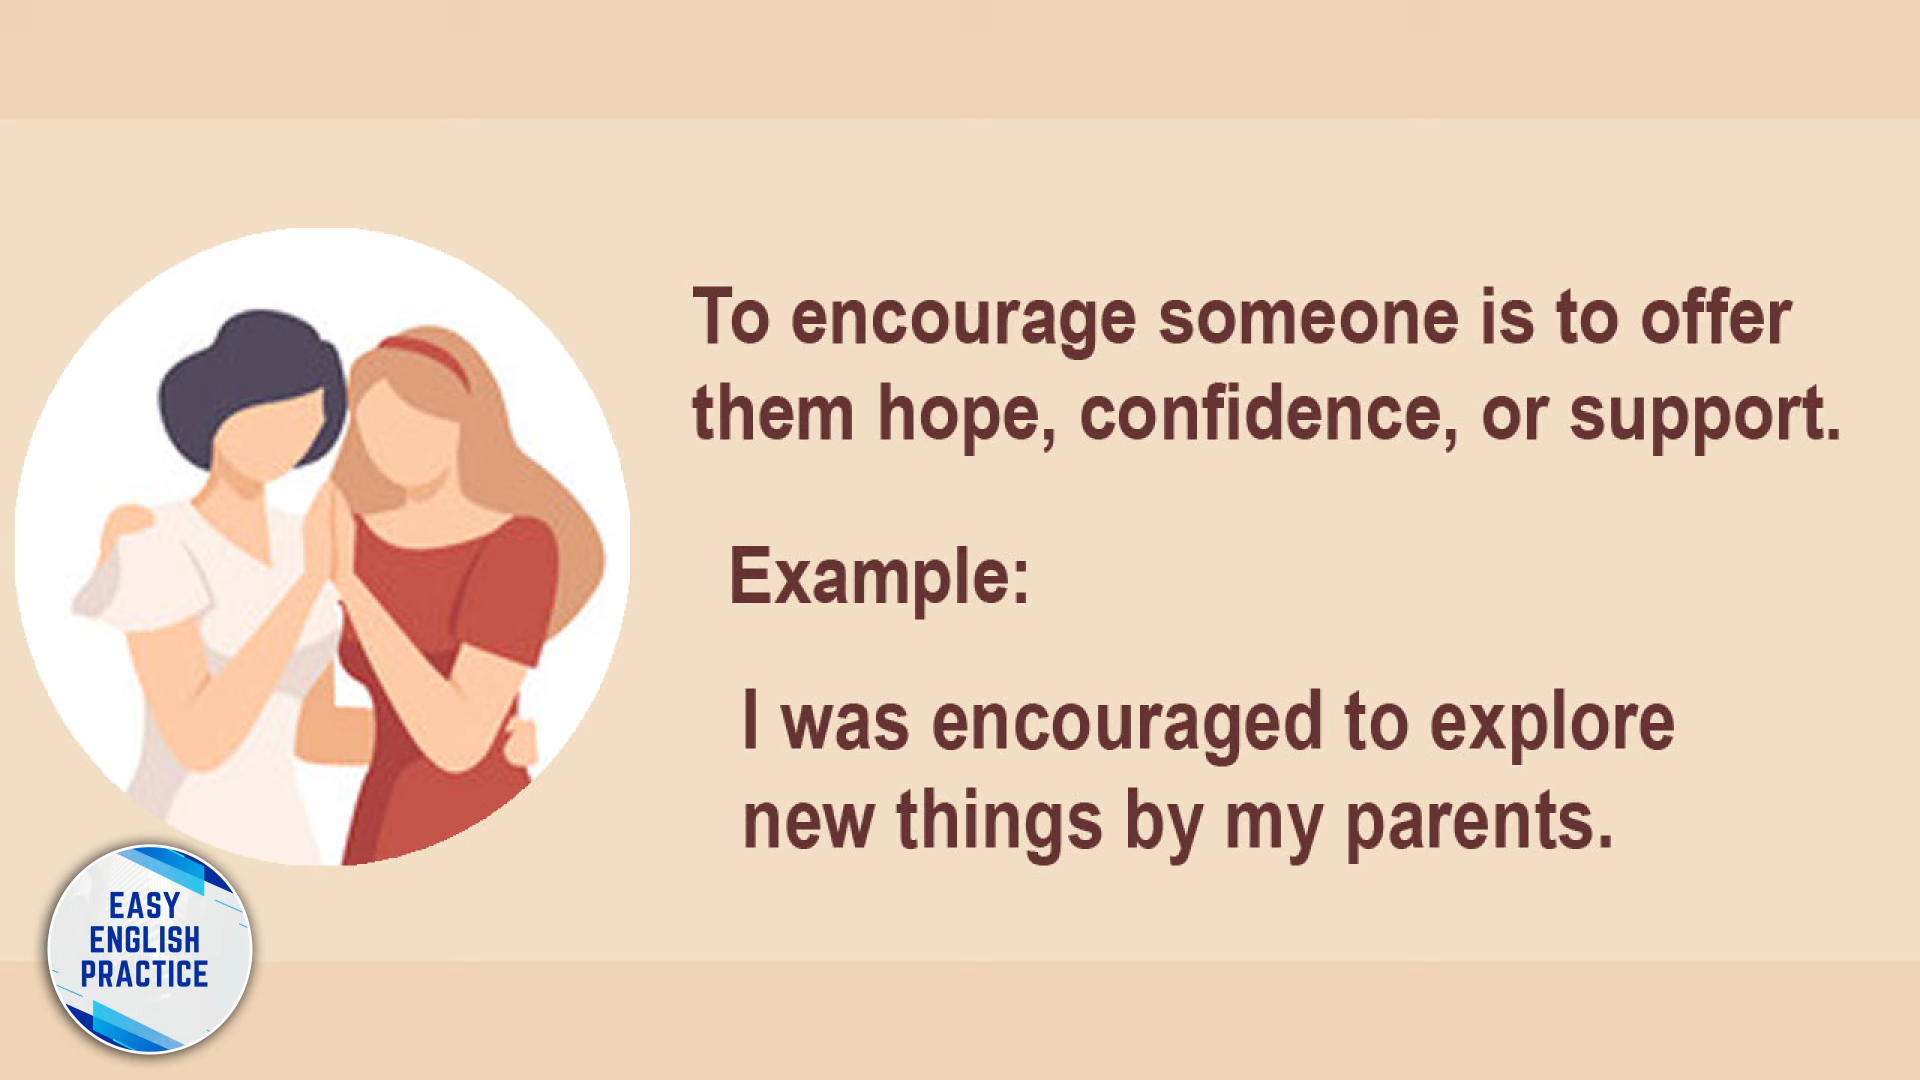 To encourage someone is to offer
them hope, confidence, or support.
Example:
I was encouraged to explore
new things by my parents.
EASY
ENGLISH
PRACTICE